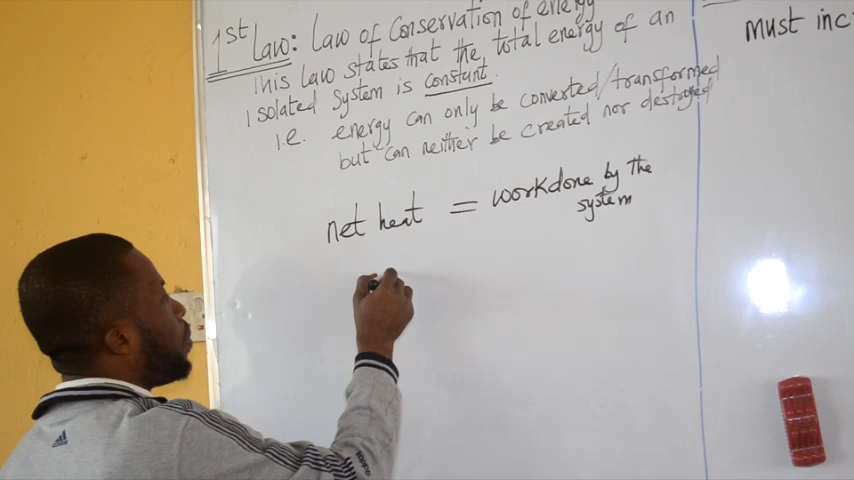 1st Law: Law of Conservation of energy
This law states that the total energy of an
Isolated System is constant.
i.e. energy can only be converted/transformed
but can neither be created nor destroyed
net heat = workdone by the
system
must inc
adidas
adidas